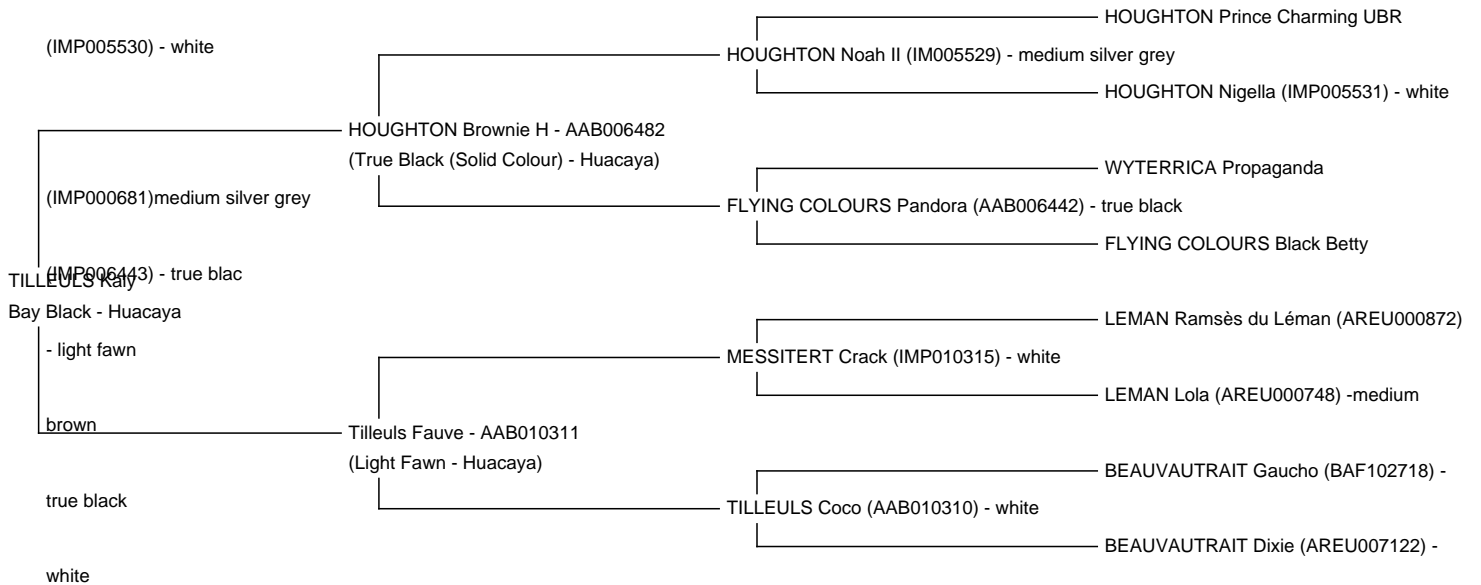 HOUGHTON Prince Charming UBR
(IMP005530) - white
HOUGHTON Noah II (IM005529) - medium silver grey
HOUGHTON Nigella (IMP005531) - white
HOUGHTON Brownie H - AAB006482
(True Black (Solid Colour) - Huacaya)
WYTERRICA Propaganda
(IMP000681)medium silver grey
FLYING COLOURS Pandora (AAB006442) - true black
FLYING COLOURS Black Betty
(IMP006443) - true blac
TILLEULS Kaly
Bay Black - Huacaya
LEMAN Ramsès du Léman (AREU000872)
- light fawn
MESSITERT Crack (IMP010315) - white
LEMAN Lola (AREU000748) -medium
brown
Tilleuls Fauve - AAB010311
(Light Fawn - Huacaya)
BEAUVAUTRAIT Gaucho (BAF102718) -
true black
TILLEULS Coco (AAB010310) - white
BEAUVAUTRAIT Dixie (AREU007122) -
white